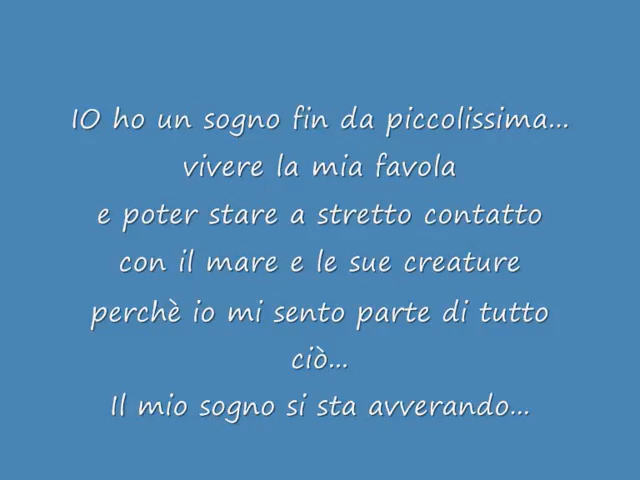 IO ho un sogno fin da piccolissima...
vivere la mia favola
e poter stare a stretto contatto
con il mare e le sue creature
perchè io mi sento parte di tutto
ciò...
Il mio sogno si sta avverando...